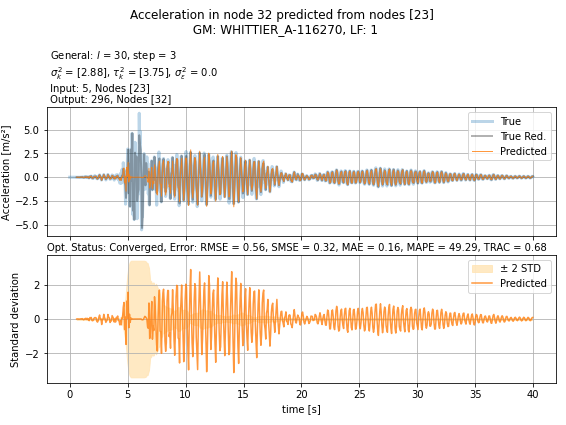 Acceleration in node 32 predicted from nodes [23]
GM: WHITTIER_A-116270, LF: 1
General: l = 30, step = 3
σ²ₖ = [2.88], τ²ₖ = [3.75], σ²ₑ = 0.0
Input: 5, Nodes [23]
Output: 296, Nodes [32]
Acceleration [m/s²]
5.0
2.5
0.0
−2.5
−5.0
True
True Red.
Predicted
Opt. Status: Converged, Error: RMSE = 0.56, SMSE = 0.32, MAE = 0.16, MAPE = 49.29, TRAC = 0.68
Standard deviation
2
0
−2
± 2 STD
Predicted
0 5 10 15 20 25 30 35 40
time [s]